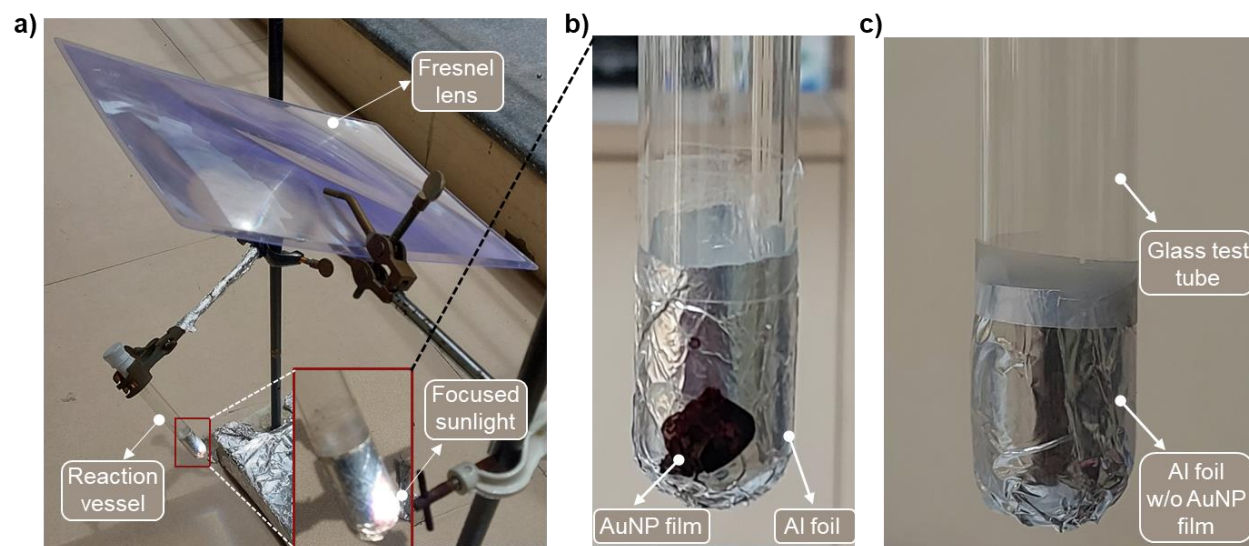 a)
Fresnel
lens
Focused
sunlight
Reaction
vessel
b)
AuNP film
Al foil
c)
Glass test
tube
Al foil
w/o AuNP
film